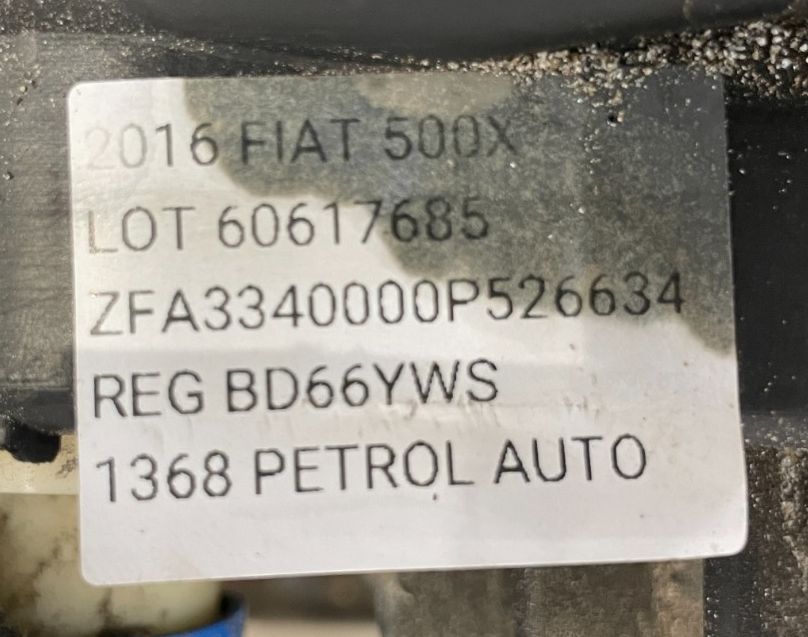 2016 FIAT 500X
LOT 60617685
ZFA3340000P526634
REG BD66YWS
1368 PETROL AUTO